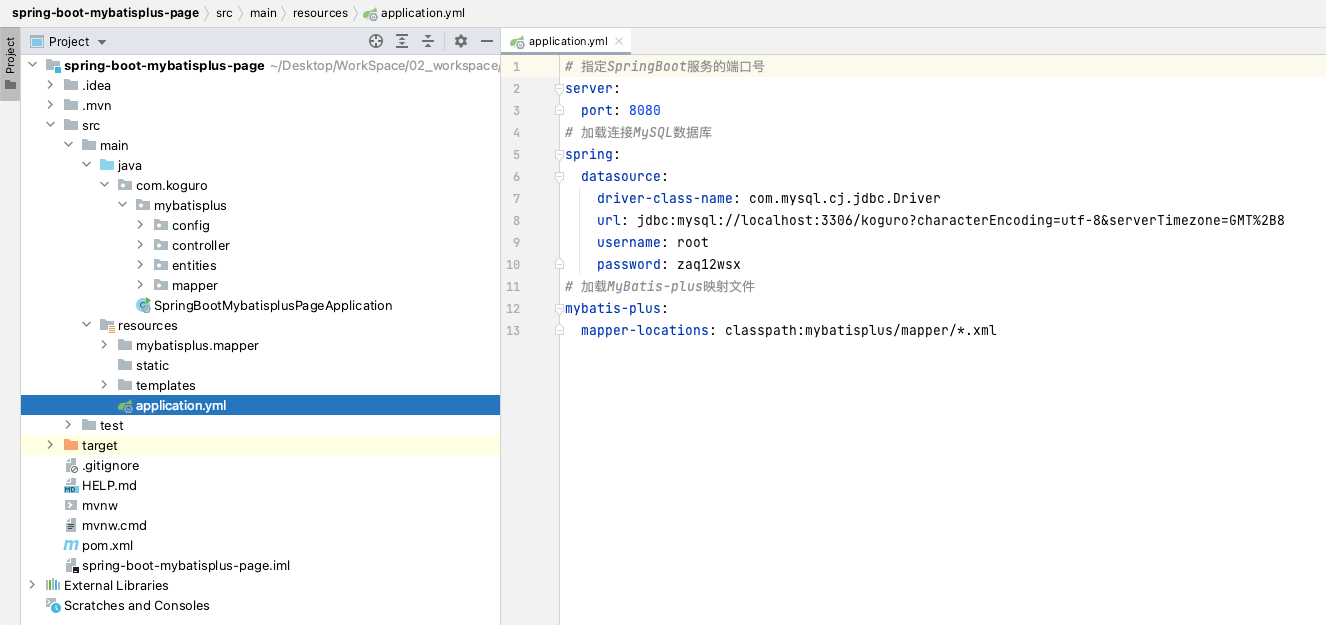 spring-boot-mybatisplus-page src main resources application.yml
Project
Project
spring-boot-mybatisplus-page ~/Desktop/WorkSpace/02_workspace/
.idea
.mvn
src
main
java
com.koguro
mybatisplus
config
controller
entities
mapper
SpringBootMybatisplusPageApplication
resources
mybatisplus.mapper
static
templates
application.yml
test
target
.gitignore
HELP.md
mvnw
mvnw.cmd
pom.xml
spring-boot-mybatisplus-page.iml
External Libraries
Scratches and Consoles
application.yml
1 # 指定SpringBoot服务的端口号
2 server:
3   port: 8080
4 # 加载连接MySQL数据库
5 spring:
6   datasource:
7     driver-class-name: com.mysql.cj.jdbc.Driver
8     url: jdbc:mysql://localhost:3306/koguro?characterEncoding=utf-8&serverTimezone=GMT%2B8
9     username: root
10     password: zaq12wsx
11 # 加载MyBatis-plus映射文件
12 mybatis-plus:
13   mapper-locations: classpath:mybatisplus/mapper/*.xml